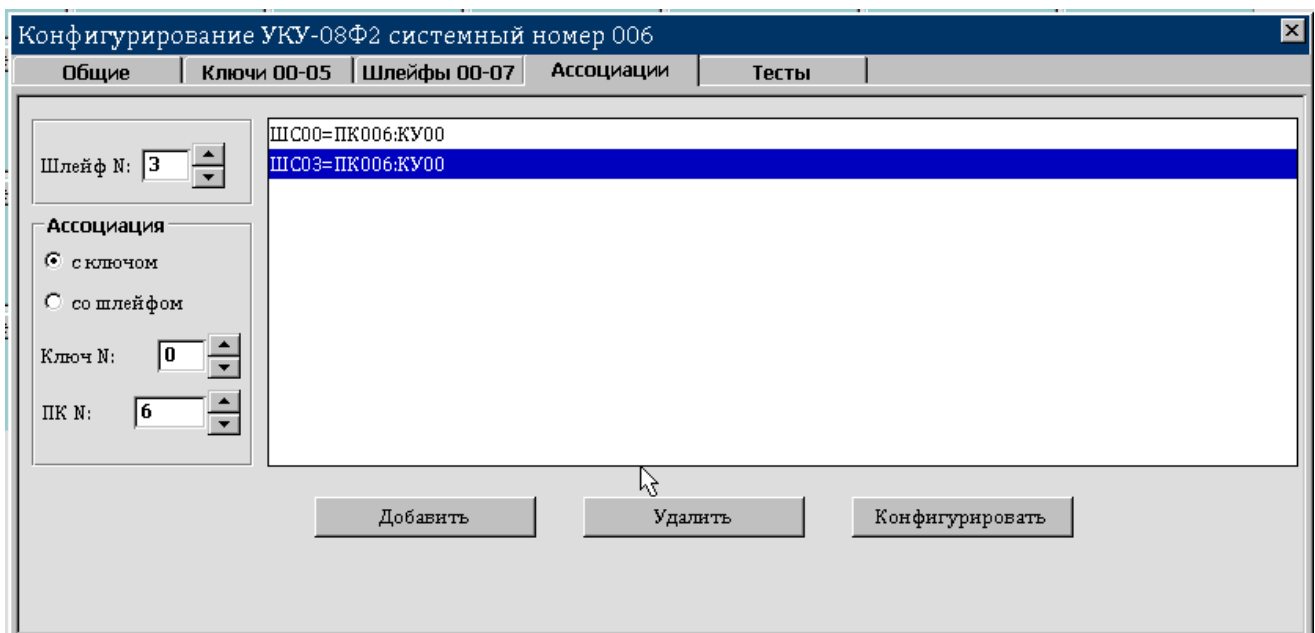 Конфигурирование УКУ-08Ф2 системный номер 006
Общие Ключи 00-05 Шлейфы 00-07 Ассоциации Тесты
Шлейф N: 3
Ассоциация
с ключом
со шлейфом
Ключ N: 0
ПК N: 6
ШС00=ПК006:КУ00
ШС03=ПК006:КУ00
Добавить Удалить Конфигурировать